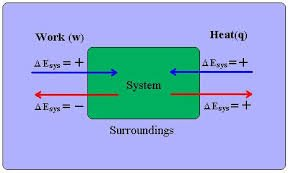 Work (w) Heat(q)
ΔEsys = + ΔEsys= +
System
ΔEsys = − ΔEsys= +
Surroundings